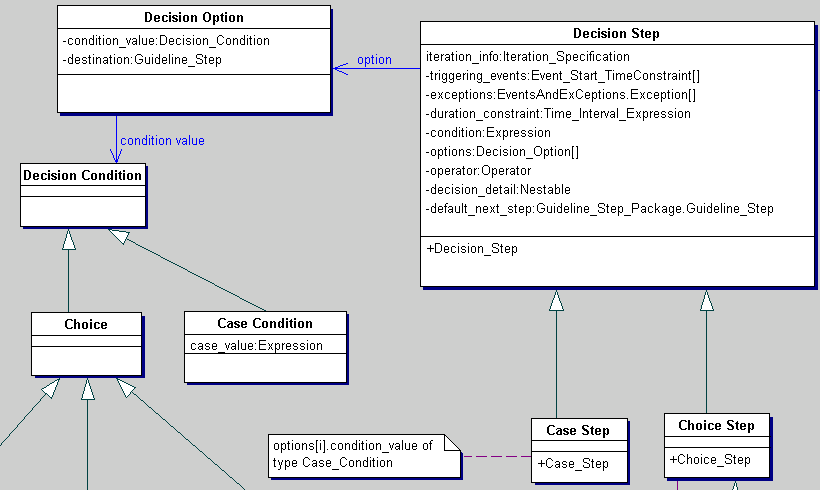 Decision Option
-condition_value:Decision_Condition
-destination:Guideline_Step
option
condition value
Decision Step
iteration_info:Iteration_Specification
-triggering_events:Event_Start_TimeConstraint[]
-exceptions:EventsAndExCeptions.Exception[]
-duration_constraint:Time_Interval_Expression
-condition:Expression
-options:Decision_Option[]
-operator:Operator
-decision_detail:Nestable
-default_next_step:Guideline_Step_Package.Guideline_Step
+Decision_Step
Decision Condition
Choice
Case Condition
case_value:Expression
options[i].condition_value of
type Case_Condition
Case Step
+Case_Step
Choice Step
+Choice_Step